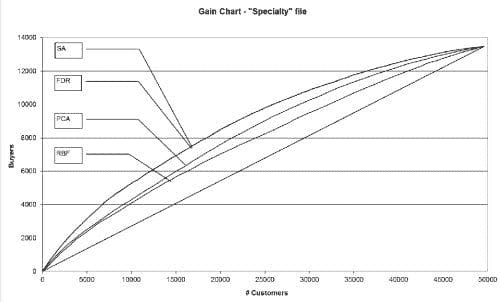 Gain Chart - "Specialty" file
14000
12000
10000
8000
6000
4000
2000
0
Buyers
SA
FDR
PCA
RBF
0 5000 10000 15000 20000 25000 30000 35000 40000 45000 50000
# Customers